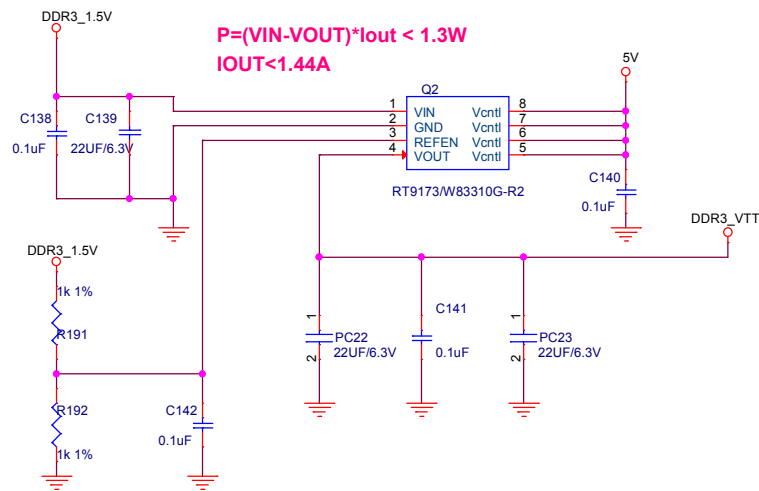 DDR3_1.5V
P=(VIN-VOUT)*Iout < 1.3W
IOUT<1.44A
5V
Q2
C138
C139
0.1uF
22UF/6.3V
1
2
3
4
VIN
GND
REFEN
VOUT
Vcntl
Vcntl
Vcntl
Vcntl
8
7
6
5
RT9173/W83310G-R2
C140
0.1uF
DDR3_VTT
DDR3_1.5V
1k 1%
R191
R192
1k 1%
C142
0.1uF
1
2
PC22
22UF/6.3V
C141
0.1uF
1
2
PC23
22UF/6.3V